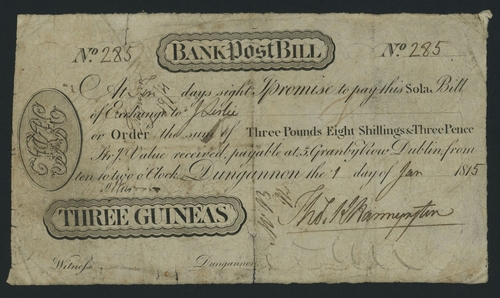 No. 285 BANK POST BILL No. 285
At days sight, I promise to pay this Sola Bill
of Exchange to J Leslie
or Order the sum of Three Pounds Eight Shillings & Three Pence
Ir.h Value received, payable at 5, Granby Row Dublin, from
ten to two o'Clock. Dungannon the 1 day of Jan 1815
THREE GUINEAS
Witness Dungannon